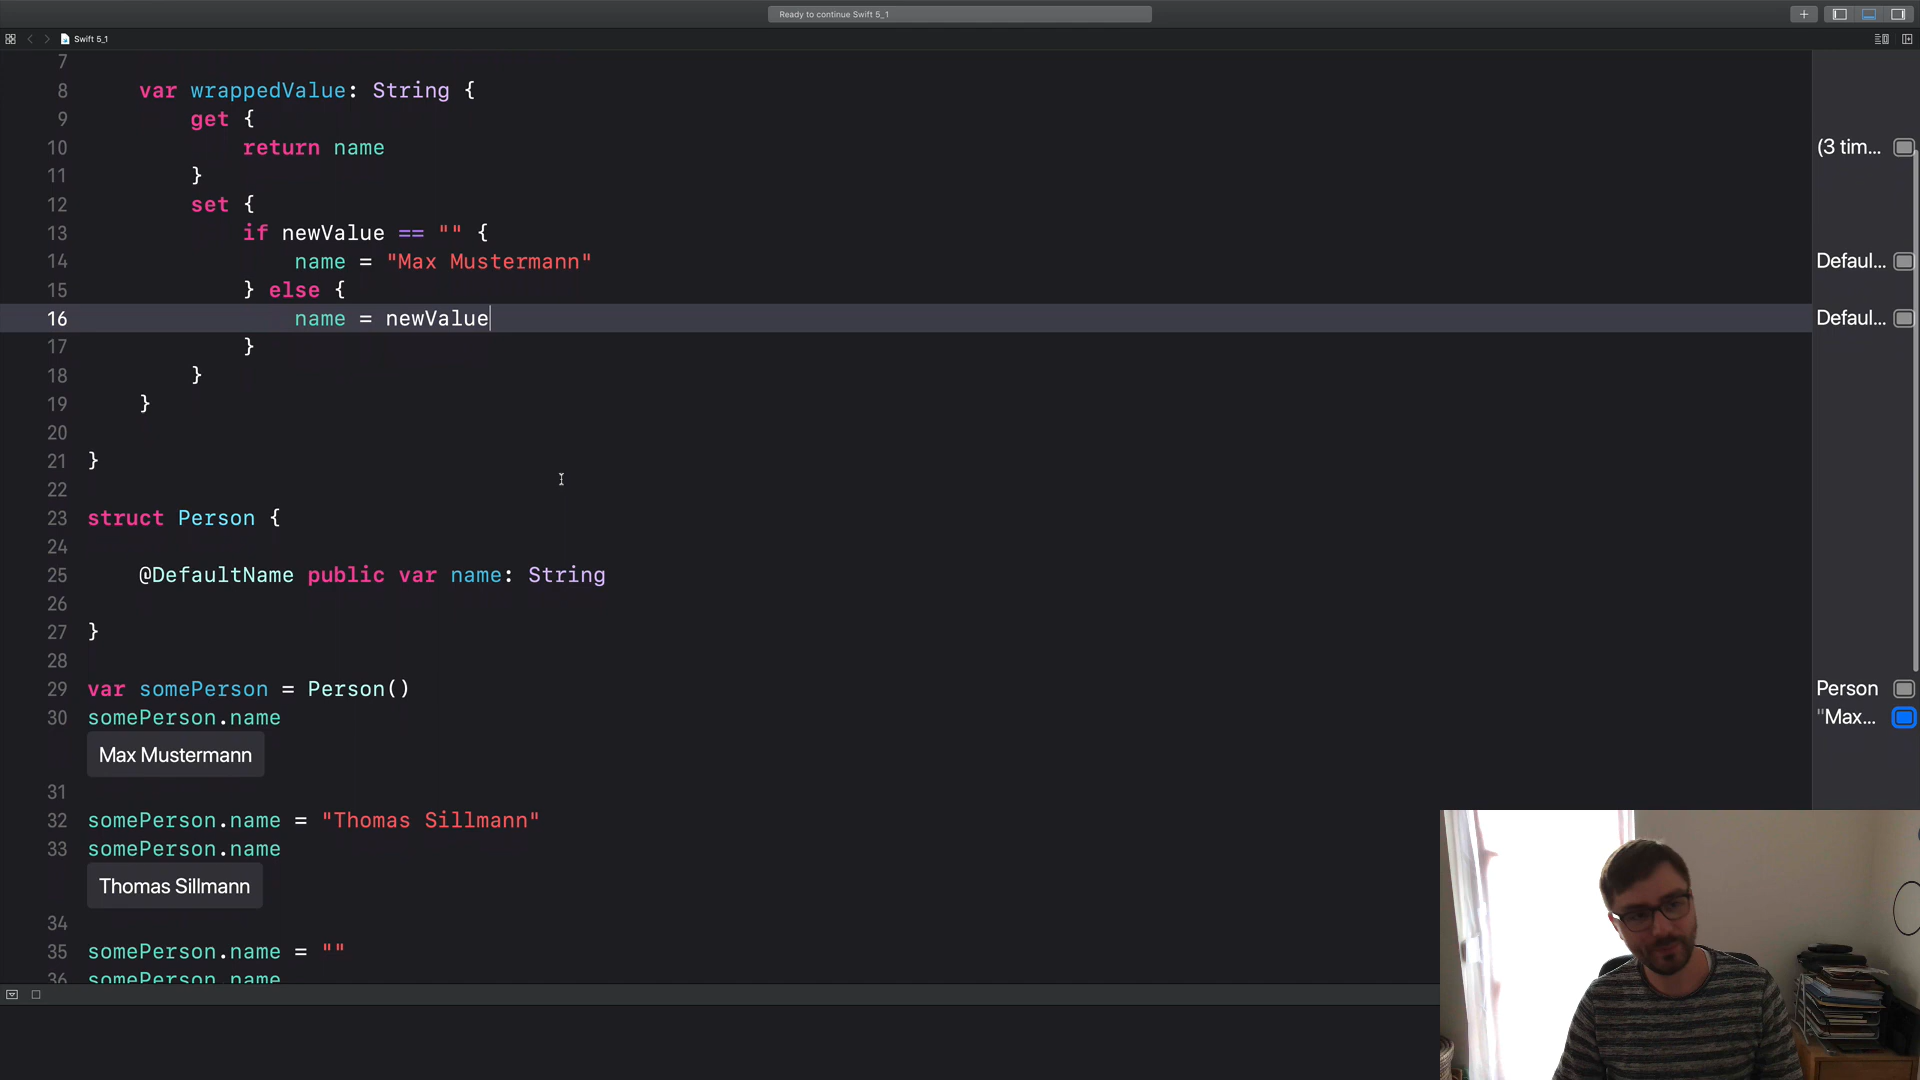 Ready to continue Swift 5_1
Swift 5_1
7
8 var wrappedValue: String {
9 get {
10 return name
(3 tim...
11 }
12 set {
13 if newValue == "" {
14 name = "Max Mustermann"
Defaul...
15 } else {
16 name = newValue
Defaul...
17 }
18 }
19 }
20
21 }
22
23 struct Person {
24
25 @DefaultName public var name: String
26
27 }
28
29 var somePerson = Person()
Person
30 somePerson.name
"Max...
Max Mustermann
31
32 somePerson.name = "Thomas Sillmann"
33 somePerson.name
Thomas Sillmann
34
35 somePerson.name = ""
36 somePerson.name